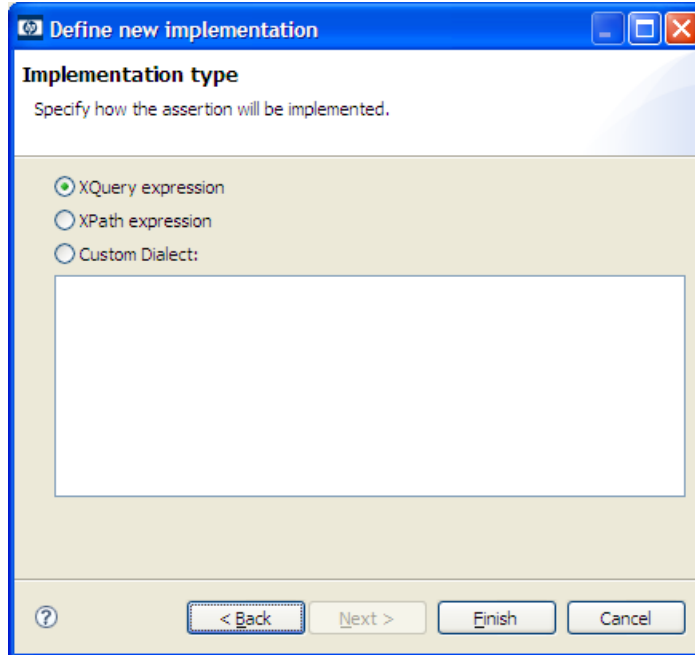 Define new implementation
Implementation type
Specify how the assertion will be implemented.
XQuery expression
XPath expression
Custom Dialect:
? < Back Next > Finish Cancel